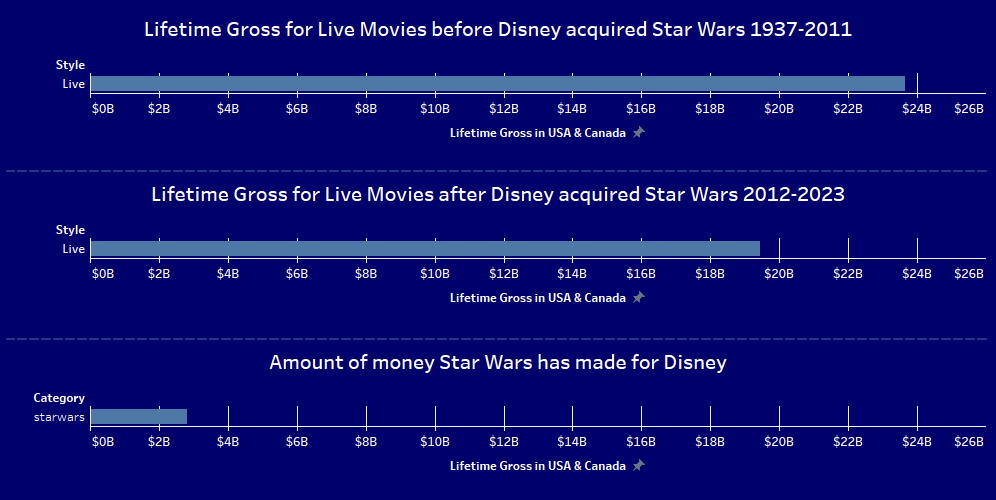 Lifetime Gross for Live Movies before Disney acquired Star Wars 1937-2011
Style
Live
$0B $2B $4B $6B $8B $10B $12B $14B $16B $18B $20B $22B $24B $26B
Lifetime Gross in USA & Canada
Lifetime Gross for Live Movies after Disney acquired Star Wars 2012-2023
Style
Live
$0B $2B $4B $6B $8B $10B $12B $14B $16B $18B $20B $22B $24B $26B
Lifetime Gross in USA & Canada
Amount of money Star Wars has made for Disney
Category
starwars
$0B $2B $4B $6B $8B $10B $12B $14B $16B $18B $20B $22B $24B $26B
Lifetime Gross in USA & Canada